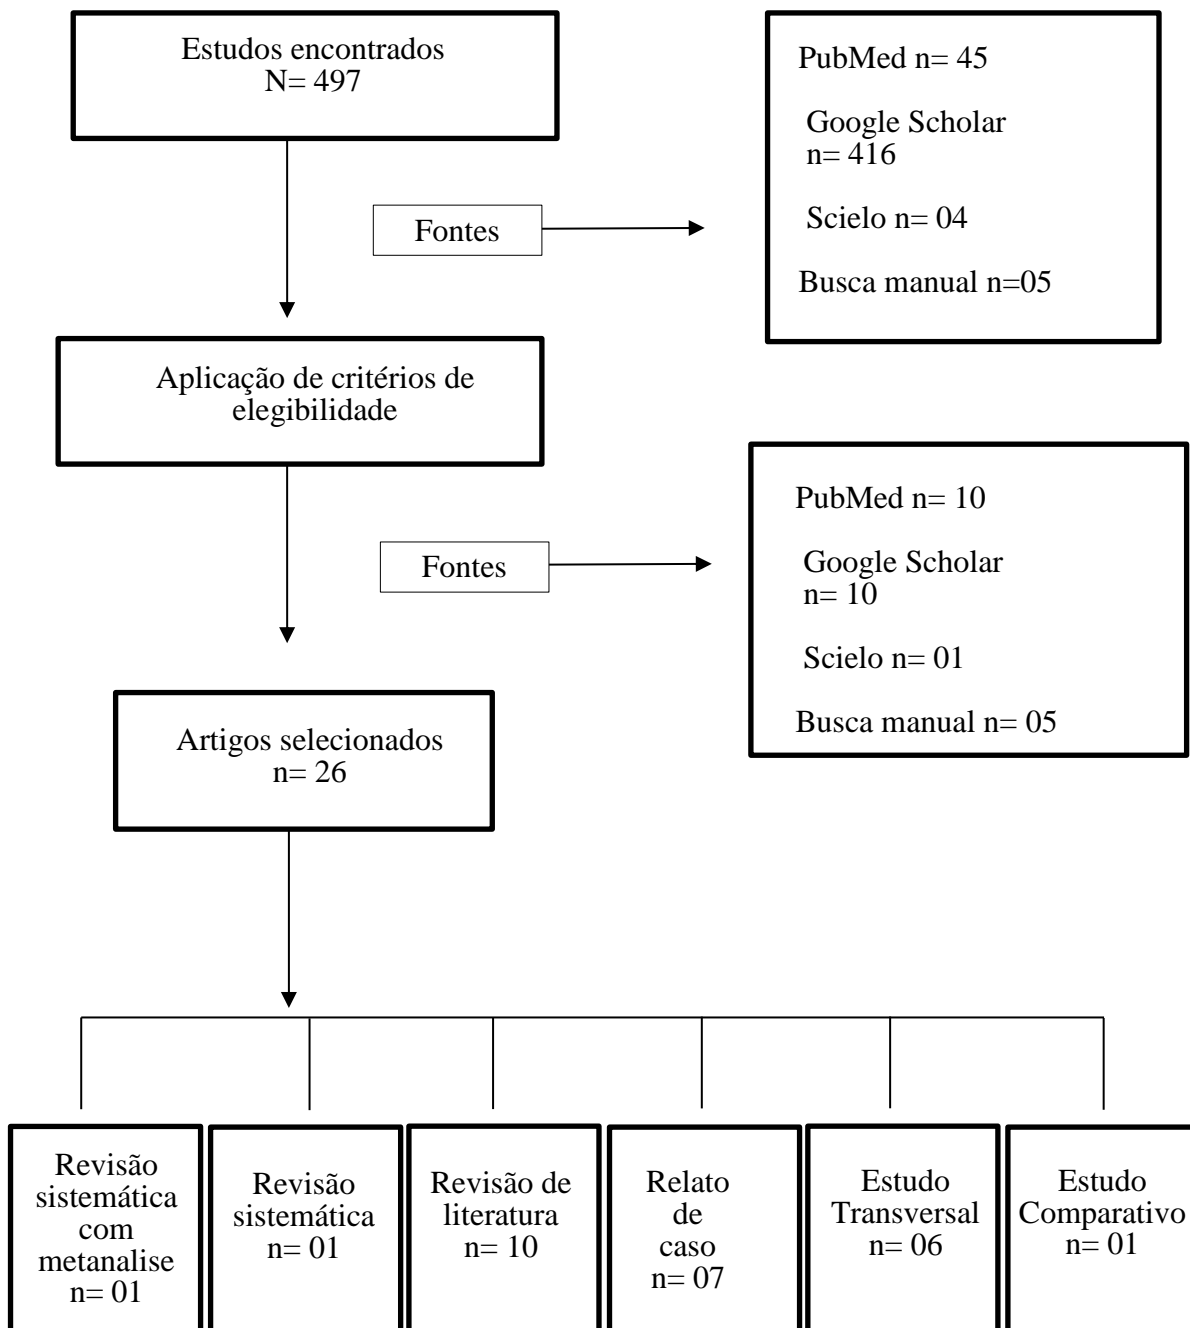 Estudos encontrados
N= 497
PubMed n= 45
Google Scholar
n= 416
Scielo n= 04
Busca manual n=05
Fontes
Aplicação de critérios de
elegibilidade
PubMed n= 10
Google Scholar
n= 10
Scielo n= 01
Busca manual n= 05
Fontes
Artigos selecionados
n= 26
Revisão
sistemática
com
metanalise
n= 01
Revisão
sistemática
n= 01
Revisão de
literatura
n= 10
Relato
de
caso
n= 07
Estudo
Transversal
n= 06
Estudo
Comparativo
n= 01